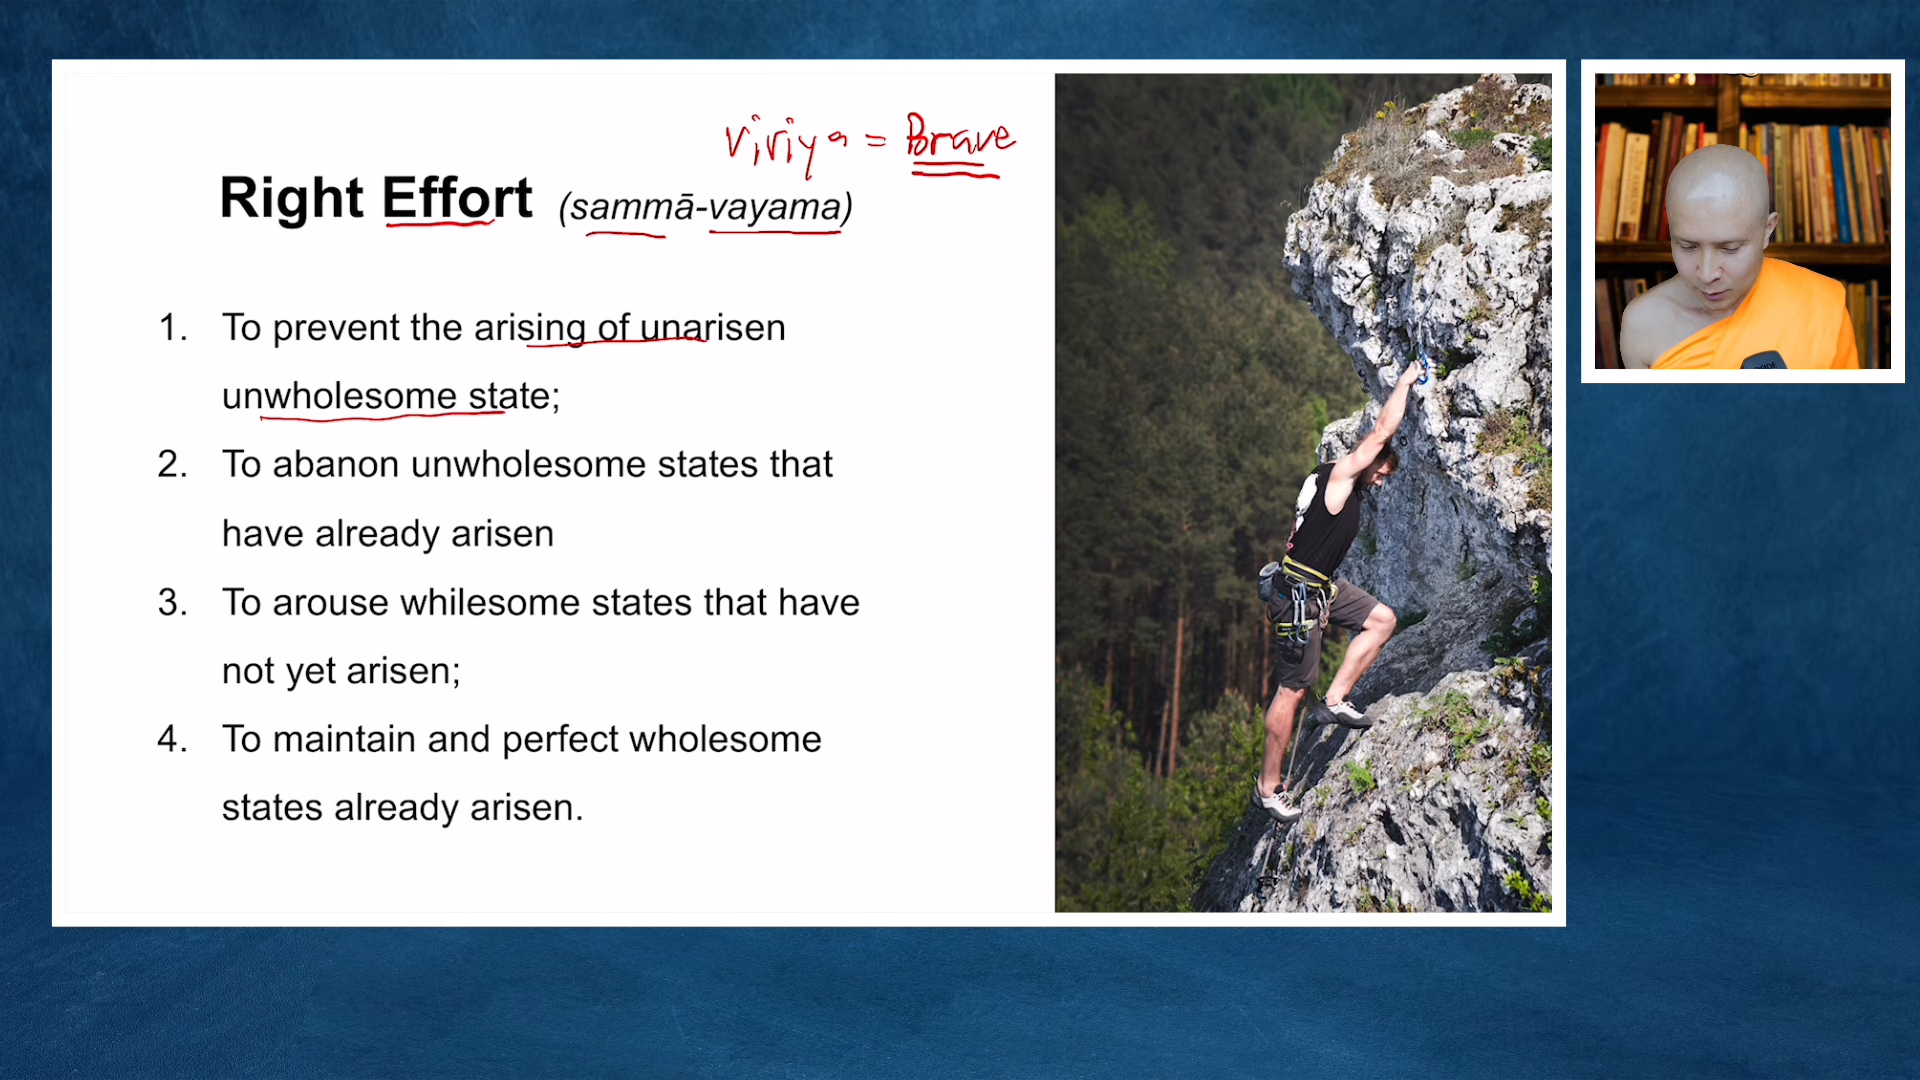 viriya = Brave
Right Effort (sammā-vayama)
1. To prevent the arising of unarisen
unwholesome state;
2. To abanon unwholesome states that
have already arisen
3. To arouse whilesome states that have
not yet arisen;
4. To maintain and perfect wholesome
states already arisen.